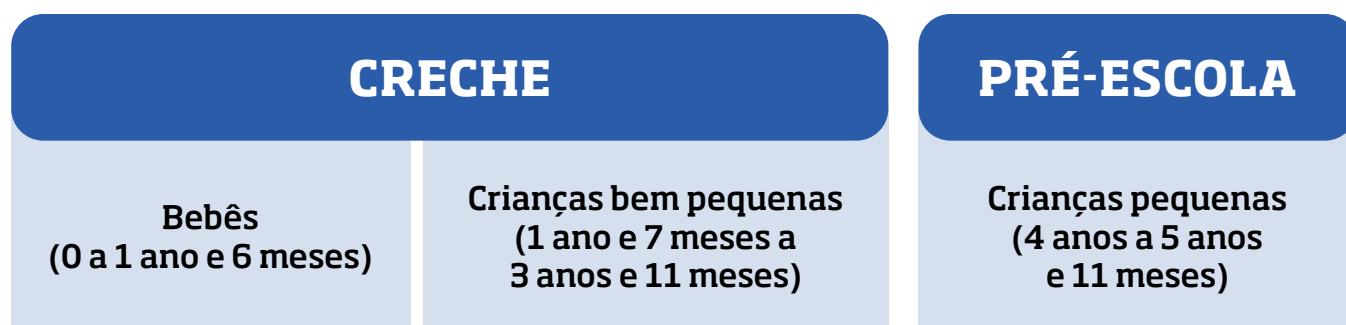 CRECHE
PRÉ-ESCOLA
Bebês
(0 a 1 ano e 6 meses)
Crianças bem pequenas
(1 ano e 7 meses a
3 anos e 11 meses)
Crianças pequenas
(4 anos a 5 anos
e 11 meses)